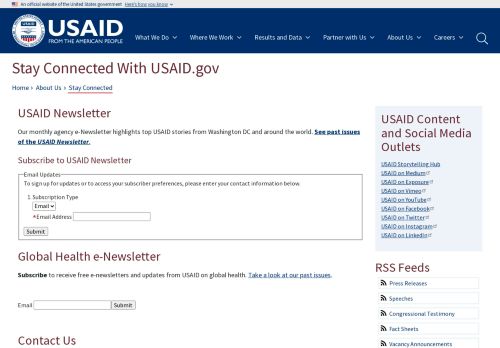 An official website of the United States government Here's how you know
USAID
FROM THE AMERICAN PEOPLE
What We Do
Where We Work
Results and Data
Partner with Us
About Us
Careers
Stay Connected With USAID.gov
Home › About Us › Stay Connected
USAID Newsletter
Our monthly agency e-Newsletter highlights top USAID stories from Washington DC and around the world. See past issues
of the USAID Newsletter.
Subscribe to USAID Newsletter
Email Updates
To sign up for updates or to access your subscriber preferences, please enter your contact information below.
1. Subscription Type
Email
*Email Address
Submit
Global Health e-Newsletter
Subscribe to receive free e-newsletters and updates from USAID on global health. Take a look at our past issues.
Email Submit
Contact Us
USAID Content
and Social Media
Outlets
USAID Storytelling Hub
USAID on Medium
USAID on Exposure
USAID on Vimeo
USAID on YouTube
USAID on Facebook
USAID on Twitter
USAID on Instagram
USAID on LinkedIn
RSS Feeds
Press Releases
Speeches
Congressional Testimony
Fact Sheets
Vacancy Announcements